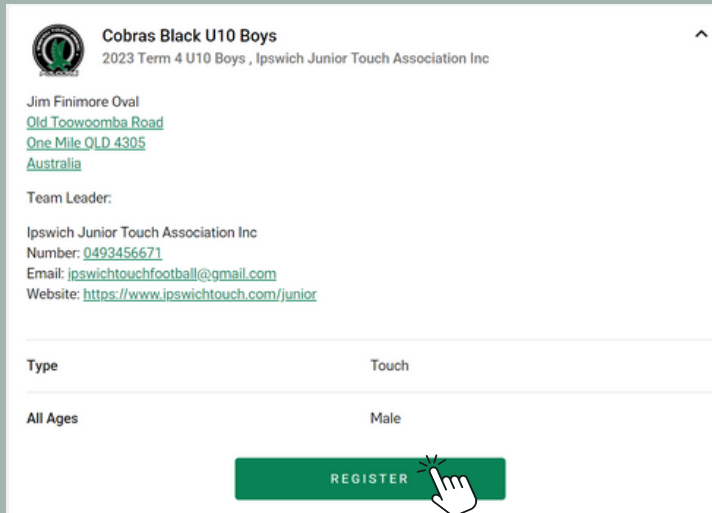 Cobras Black U10 Boys
2023 Term 4 U10 Boys , Ipswich Junior Touch Association Inc
Jim Finimore Oval
Old Toowoomba Road
One Mile QLD 4305
Australia
Team Leader:
Ipswich Junior Touch Association Inc
Number: 0493456671
Email: ipswichtouchfootball@gmail.com
Website: https://www.ipswichtouch.com/junior
Type Touch
All Ages Male
REGISTER